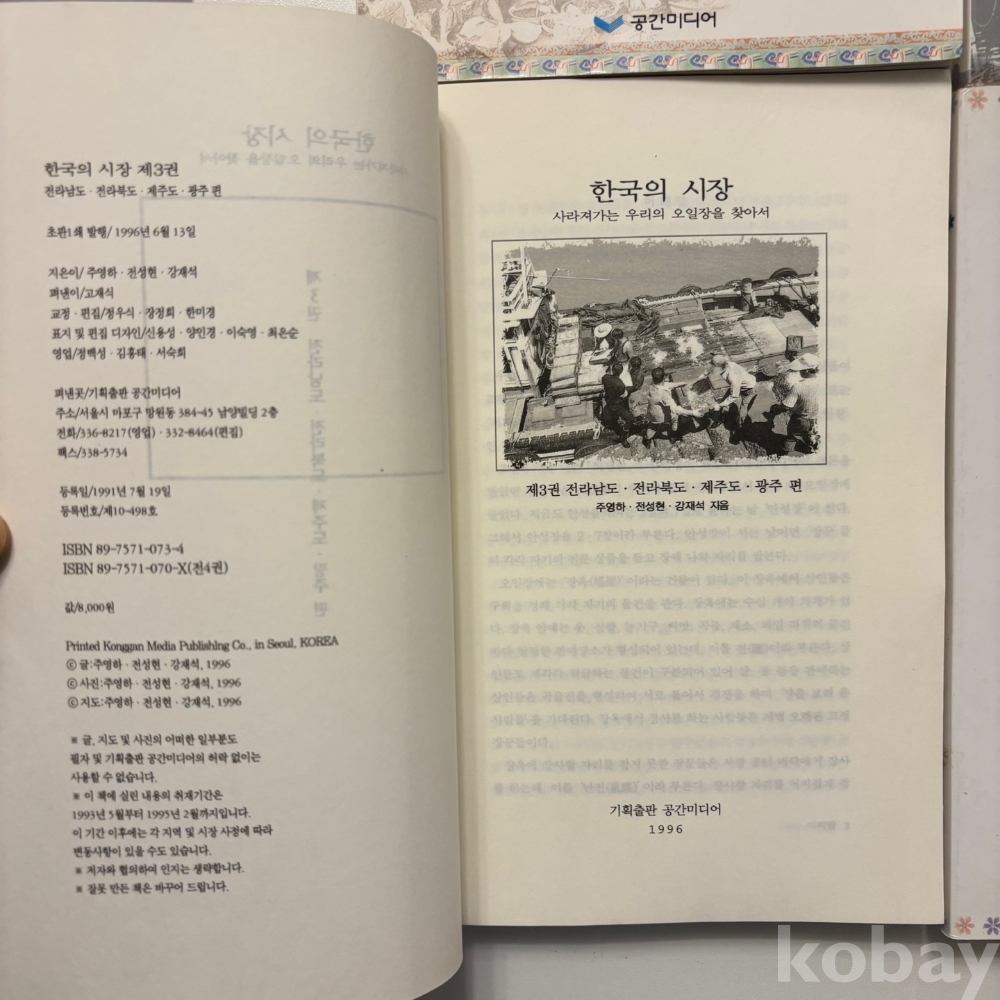 공간미디어
한국의 시장 제3권
전라남도 · 전라북도 · 제주도 · 광주 편
초판1쇄 발행/1996년 6월 13일
지은이/주영하 · 전성현 · 강재석
펴낸이/고재식
교정 · 편집/정우식 · 장정희 · 한미경
표지 및 편집 디자인/신용성 · 양민경 · 이숙영 · 최은순
영업/정백성 · 김홍태 · 서숙희
펴낸곳/기획출판 공간미디어
주소/서울시 마포구 망원동 384-45 남양빌딩 2층
전화/336-8217(영업) · 332-8464(편집)
팩스/338-5734
등록일/1991년 7월 19일
등록번호/제10-498호
ISBN 89-7571-073-4
ISBN 89-7571-070-X(전4권)
값/8,000원
Printed Konggan Media Publishing Co., in Seoul, KOREA
ⓒ글:주영하 · 전성현 · 강재석, 1996
ⓒ사진:주영하 · 전성현 · 강재석, 1996
ⓒ지도:주영하 · 전성현 · 강재석, 1996
※ 글, 지도 및 사진의 어떠한 일부분도
필자 및 기획출판 공간미디어의 허락 없이는
사용할 수 없습니다.
※ 이 책에 실린 내용의 취재기간은
1993년 5월부터 1995년 2월까지입니다.
이 기간 이후에는 각 지역 및 시장 사정에 따라
변동사항이 있을 수도 있습니다.
※ 저자와 협의하여 인지는 생략합니다.
※ 잘못 만든 책은 바꾸어 드립니다.
한국의 시장
사라져가는 우리의 오일장을 찾아서
제3권 전라남도 · 전라북도 · 제주도 · 광주 편
주영하 · 전성현 · 강재석 지음
기획출판 공간미디어
1996
kobay